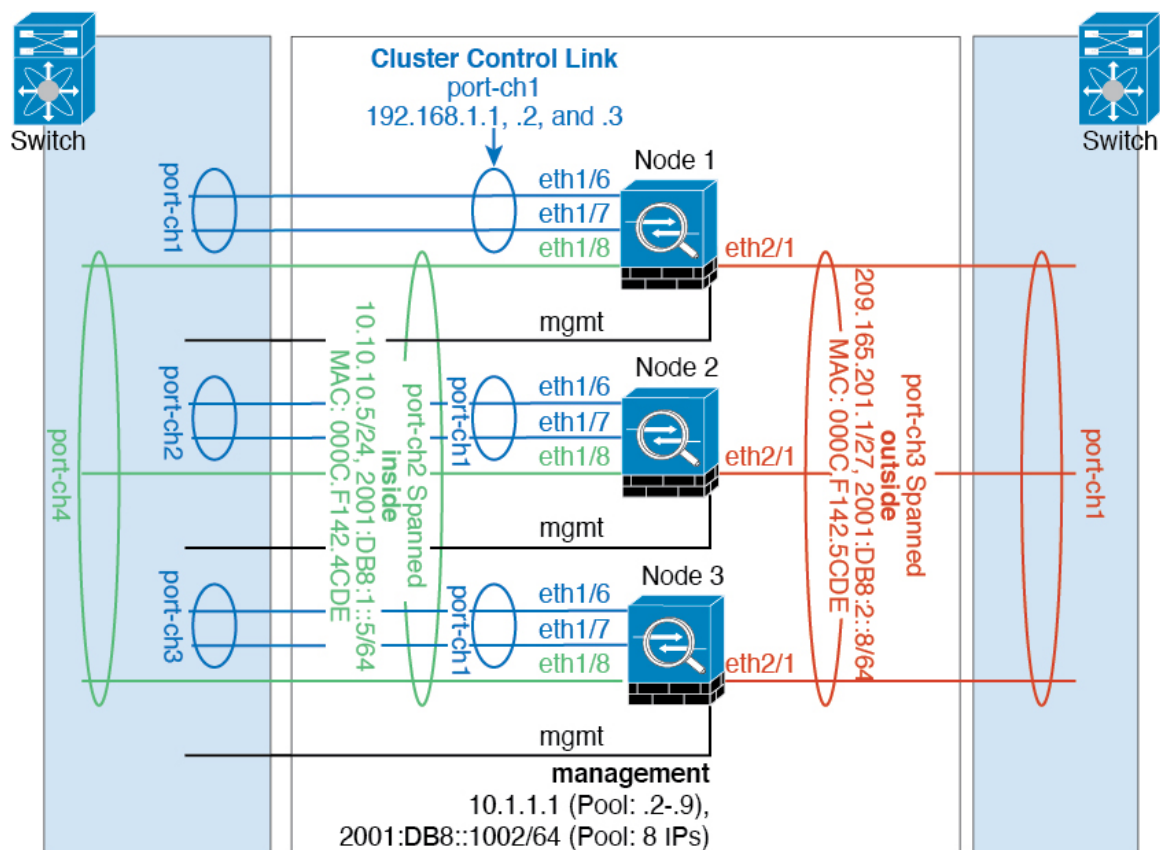 Switch
Cluster Control Link
port-ch1
192.168.1.1, .2, and .3
Switch
Node 1
port-ch1
eth1/6
eth1/7
eth1/8
eth2/1
mgmt
Node 2
port-ch2
port-ch1
eth1/6
eth1/7
eth1/8
eth2/1
mgmt
Node 3
port-ch3
port-ch1
eth1/6
eth1/7
eth1/8
eth2/1
mgmt
port-ch4
port-ch2 Spanned
inside
10.10.10.5/24, 2001:DB8:1::5/64
MAC: 000C.F142.4CDE
port-ch3 Spanned
outside
209.165.201.1/27, 2001:DB8:2::8/64
MAC: 000C.F142.5CDE
port-ch1
management
10.1.1.1 (Pool: .2-.9),
2001:DB8::1002/64 (Pool: 8 IPs)